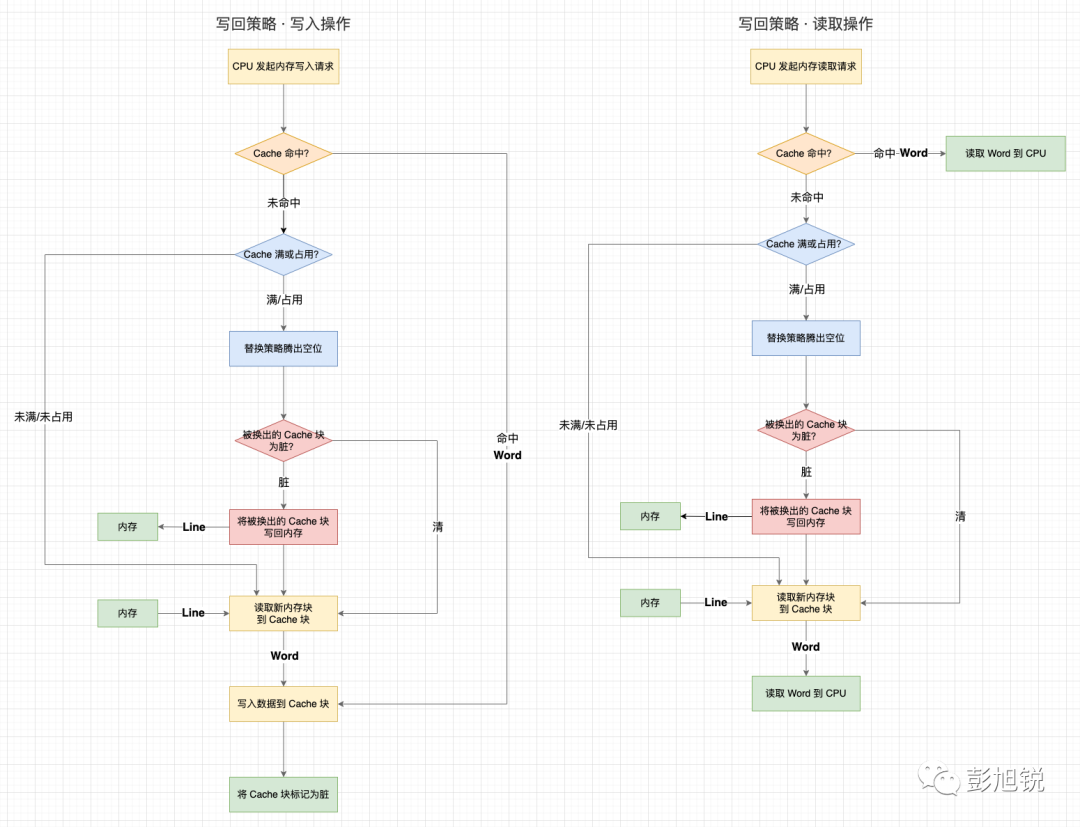 写回策略 · 写入操作
CPU 发起内存写入请求
Cache 命中?
未命中
Cache 满或占用?
满/占用
替换策略腾出空位
未满/未占用
被换出的 Cache 块
为脏?
命中
Word
脏
内存
Line
将被换出的 Cache 块
写回内存
清
内存
Line
读取新内存块
到 Cache 块
Word
写入数据到 Cache 块
将 Cache 块标记为脏
写回策略 · 读取操作
CPU 发起内存读取请求
Cache 命中?
命中 Word
读取 Word 到 CPU
未命中
Cache 满或占用?
满/占用
替换策略腾出空位
未满/未占用
被换出的 Cache 块
为脏?
脏
内存
Line
将被换出的 Cache 块
写回内存
清
内存
Line
读取新内存块
到 Cache 块
Word
读取 Word 到 CPU
彭旭锐